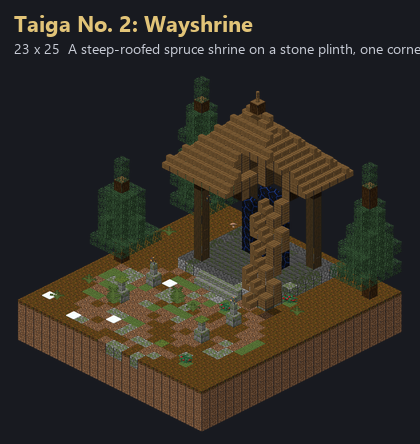 Taiga No. 2: Wayshrine
23 x 25 A steep-roofed spruce shrine on a stone plinth, one corne